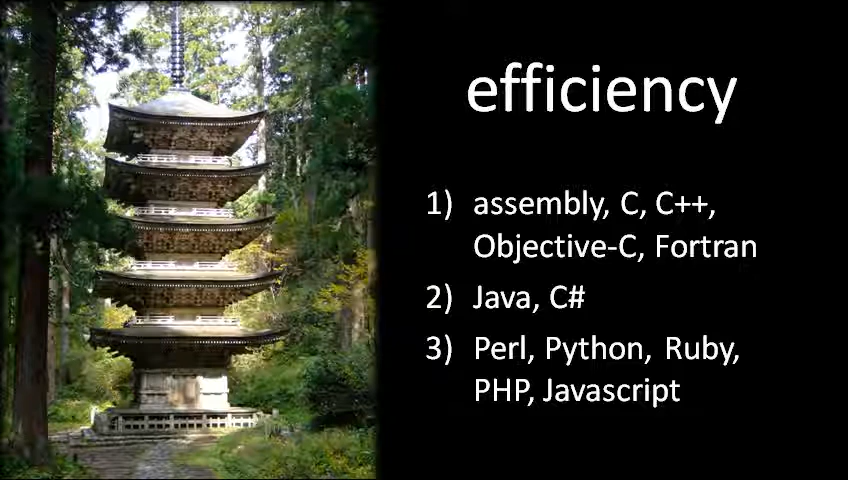 efficiency
1) assembly, C, C++,
Objective-C, Fortran
2) Java, C#
3) Perl, Python, Ruby,
PHP, Javascript